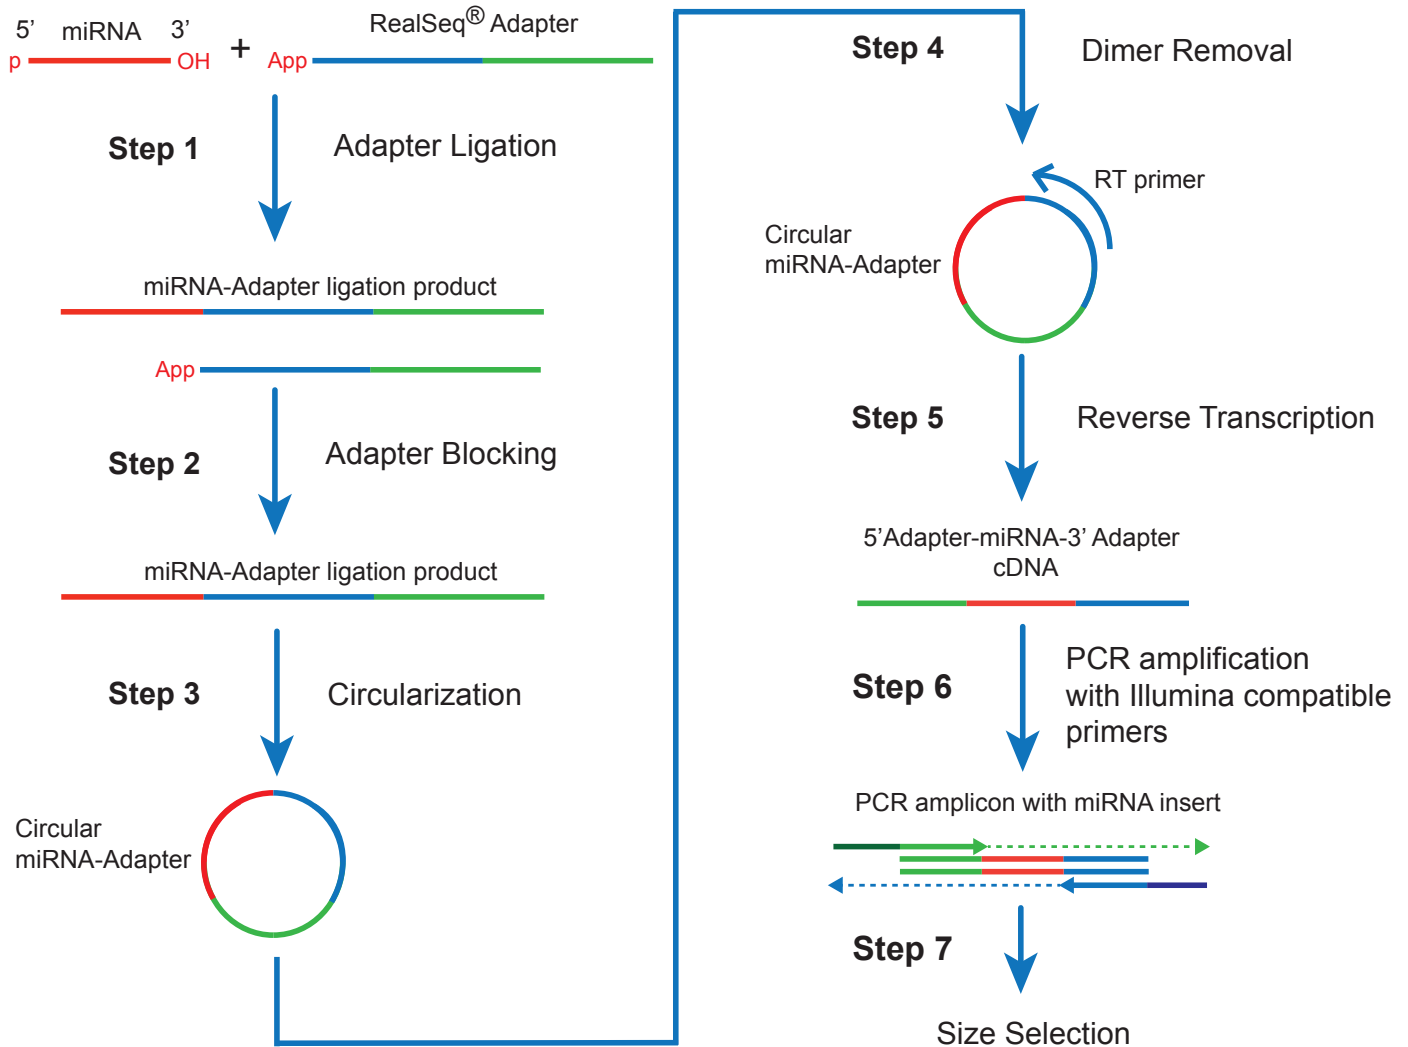 5’ miRNA 3’
RealSeq® Adapter
p OH + App
Step 1 Adapter Ligation
miRNA-Adapter ligation product
App
Step 2 Adapter Blocking
miRNA-Adapter ligation product
Step 3 Circularization
Circular
miRNA-Adapter
Step 4 Dimer Removal
RT primer
Circular
miRNA-Adapter
Step 5 Reverse Transcription
5’Adapter-miRNA-3’ Adapter
cDNA
Step 6
PCR amplification
with Illumina compatible
primers
PCR amplicon with miRNA insert
Step 7
Size Selection